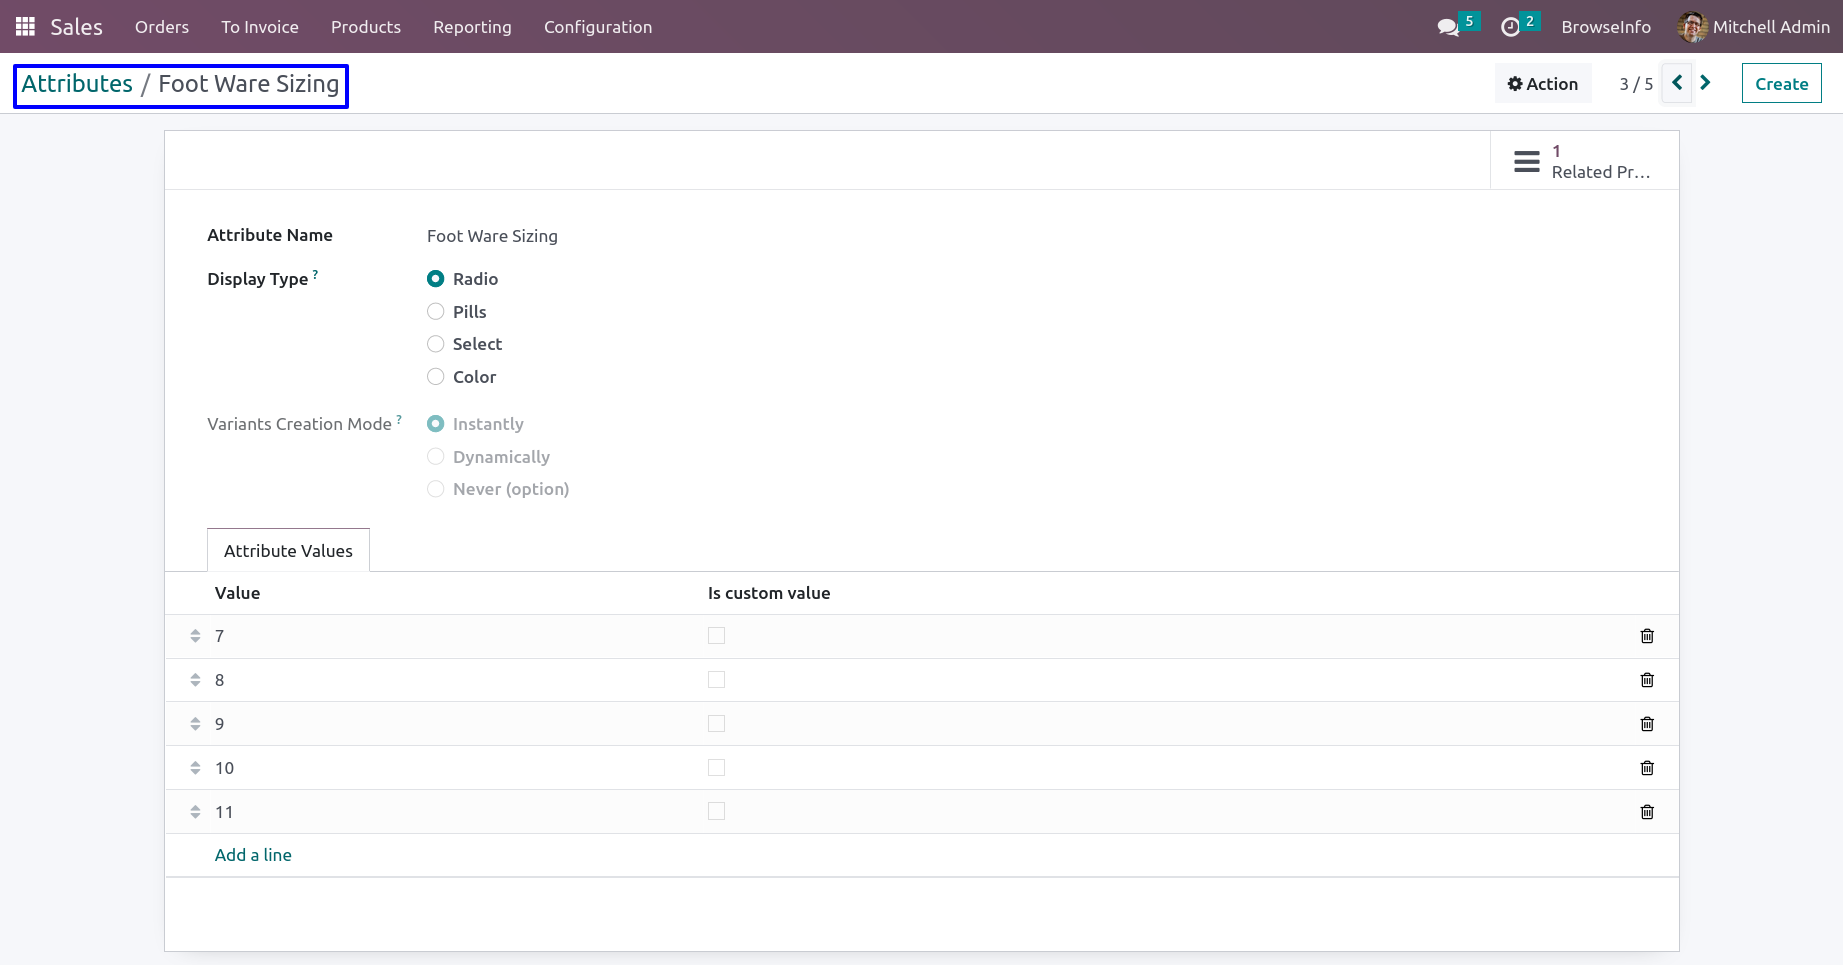 Sales Orders To Invoice Products Reporting Configuration 5 2 BrowseInfo Mitchell Admin
Attributes / Foot Ware Sizing Action 3 / 5 Create
1
Related Pr...
Attribute Name Foot Ware Sizing
Display Type ? Radio
Pills
Select
Color
Variants Creation Mode ? Instantly
Dynamically
Never (option)
Attribute Values
Value Is custom value
7
8
9
10
11
Add a line